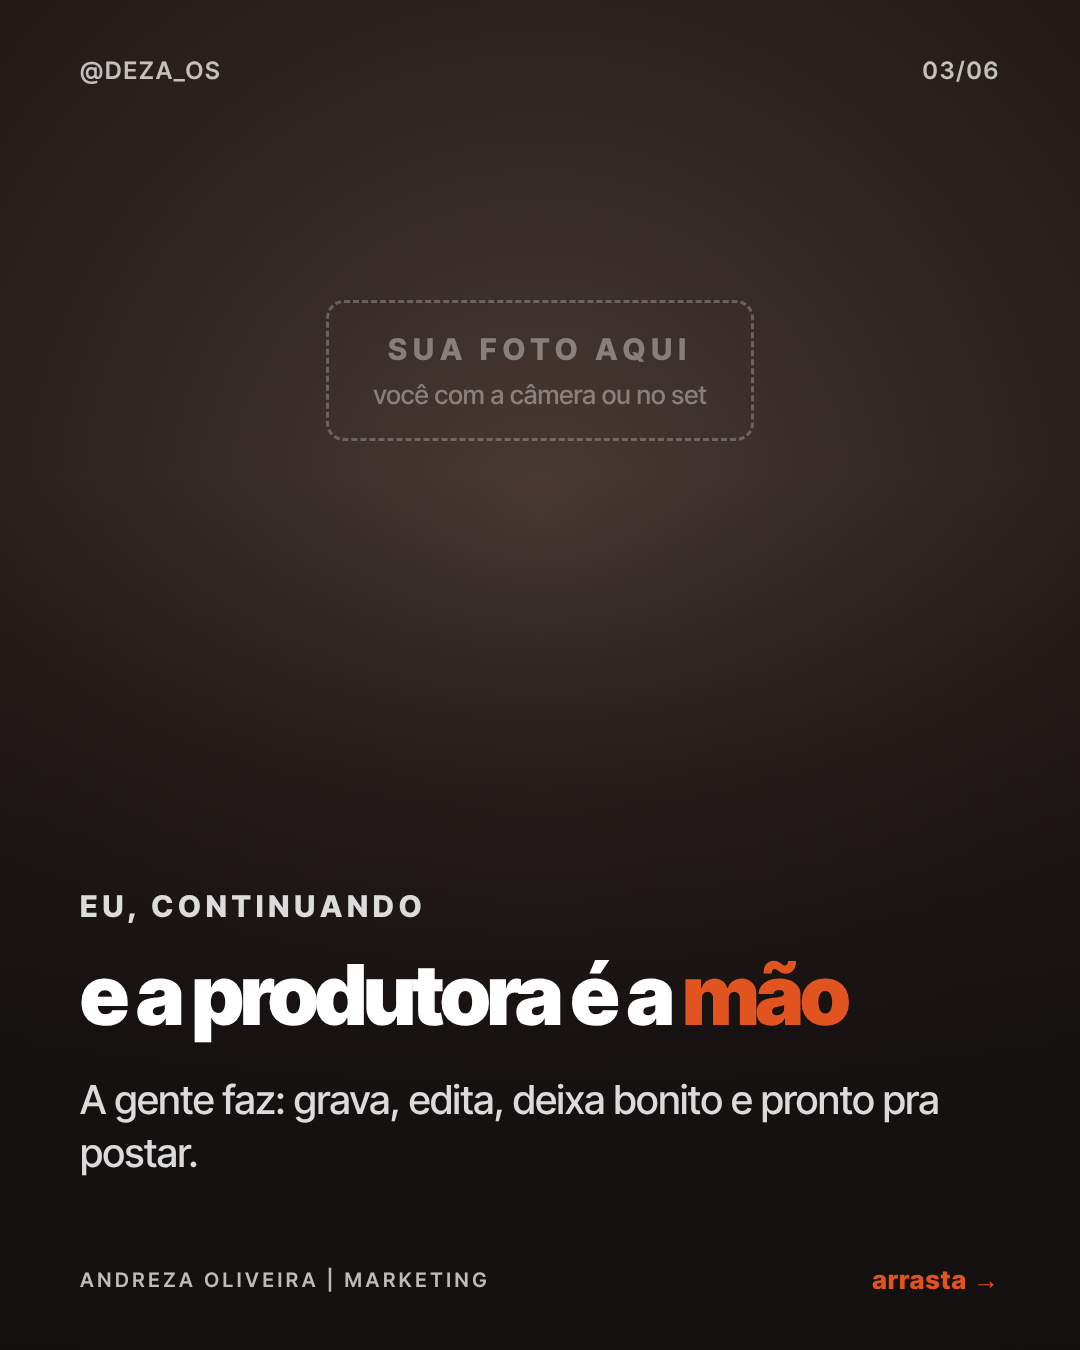 @DEZA_OS
03/06
SUA FOTO AQUI
você com a câmera ou no set
EU, CONTINUANDO
e a produtora é a mão
A gente faz: grava, edita, deixa bonito e pronto pra
postar.
ANDREZA OLIVEIRA | MARKETING
arrasta →